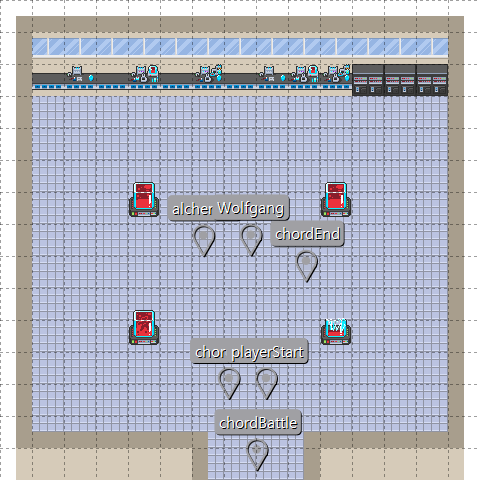 alcher Wolfgang
chordEnd
chor playerStart
chordBattle